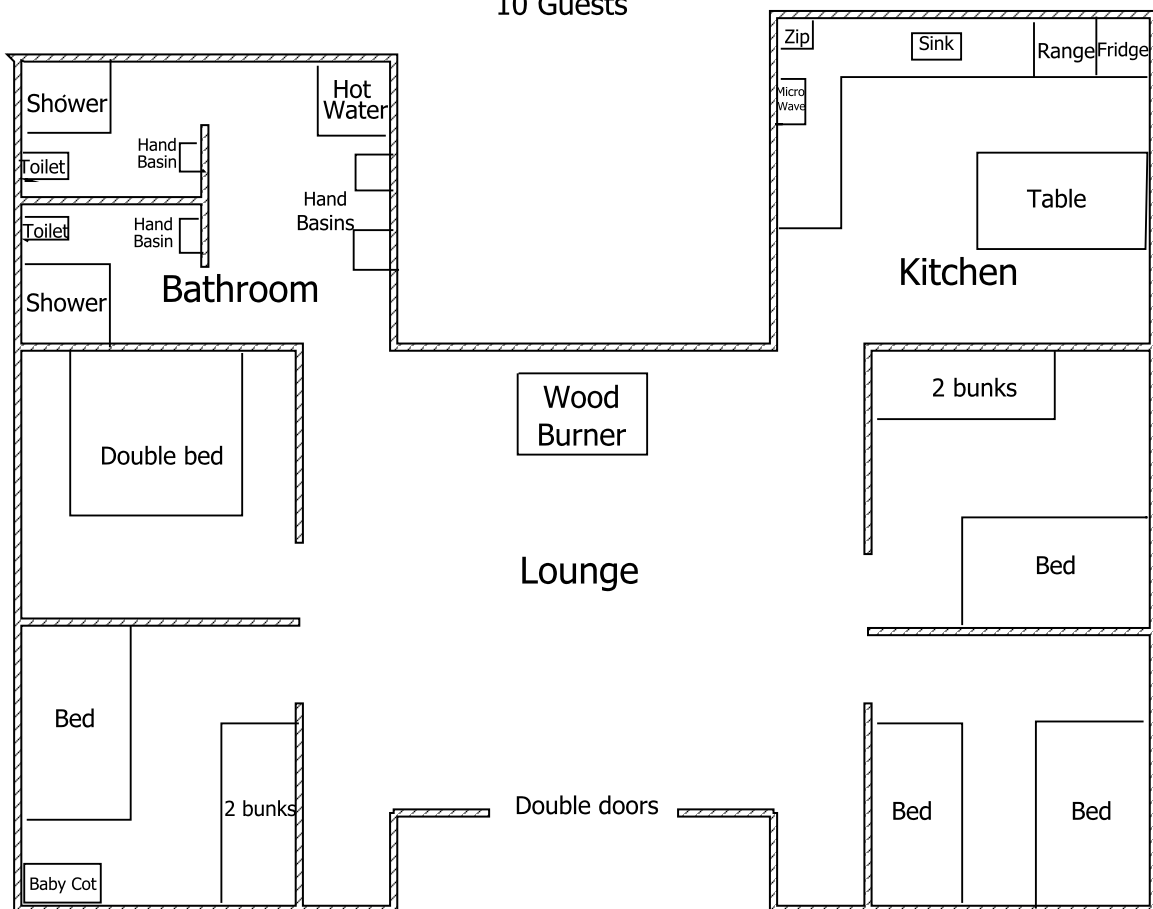 10 Guests
Zip
Sink
Range
Fridge
Micro
Wave
Table
Kitchen
Shower
Hot
Water
Hand
Basin
Toilet
Hand
Basins
Hand
Basin
Toilet
Shower
Bathroom
Wood
Burner
2 bunks
Double bed
Lounge
Bed
Bed
2 bunks
Baby Cot
Double doors
Bed
Bed